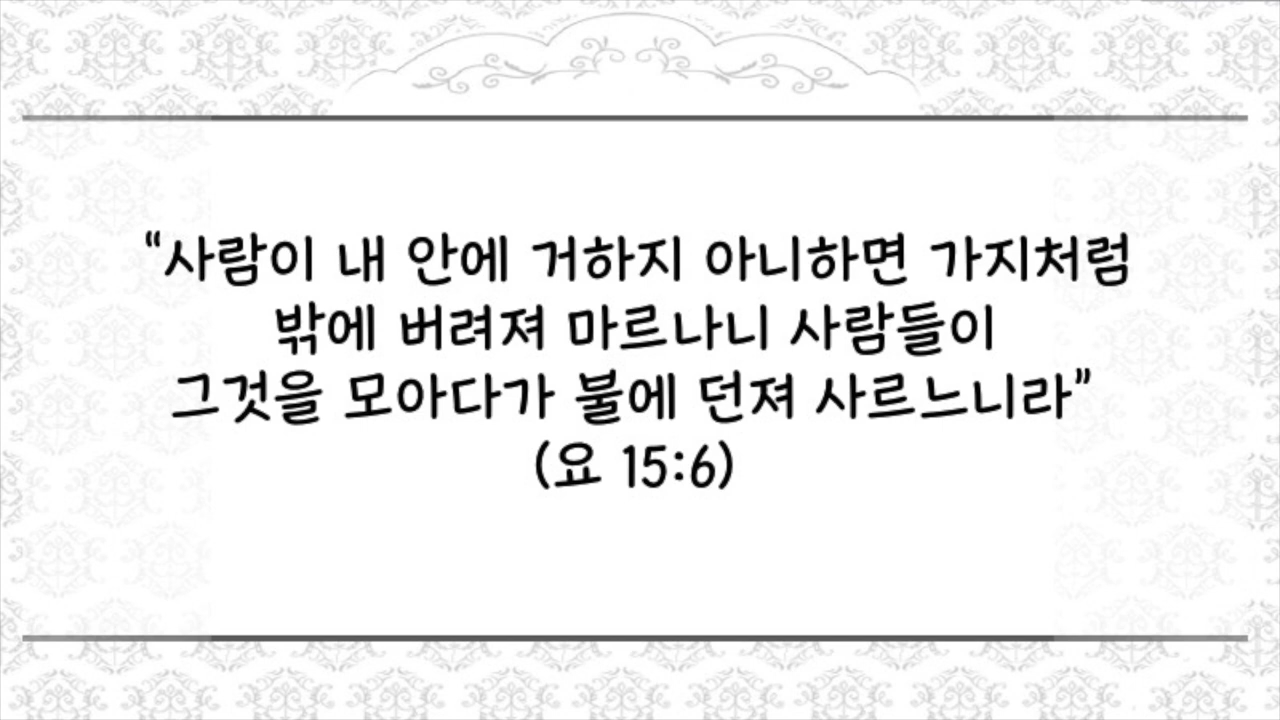 “사람이 내 안에 거하지 아니하면 가지처럼
밖에 버려져 마르나니 사람들이
그것을 모아다가 불에 던져 사르느니라”
(요 15:6)